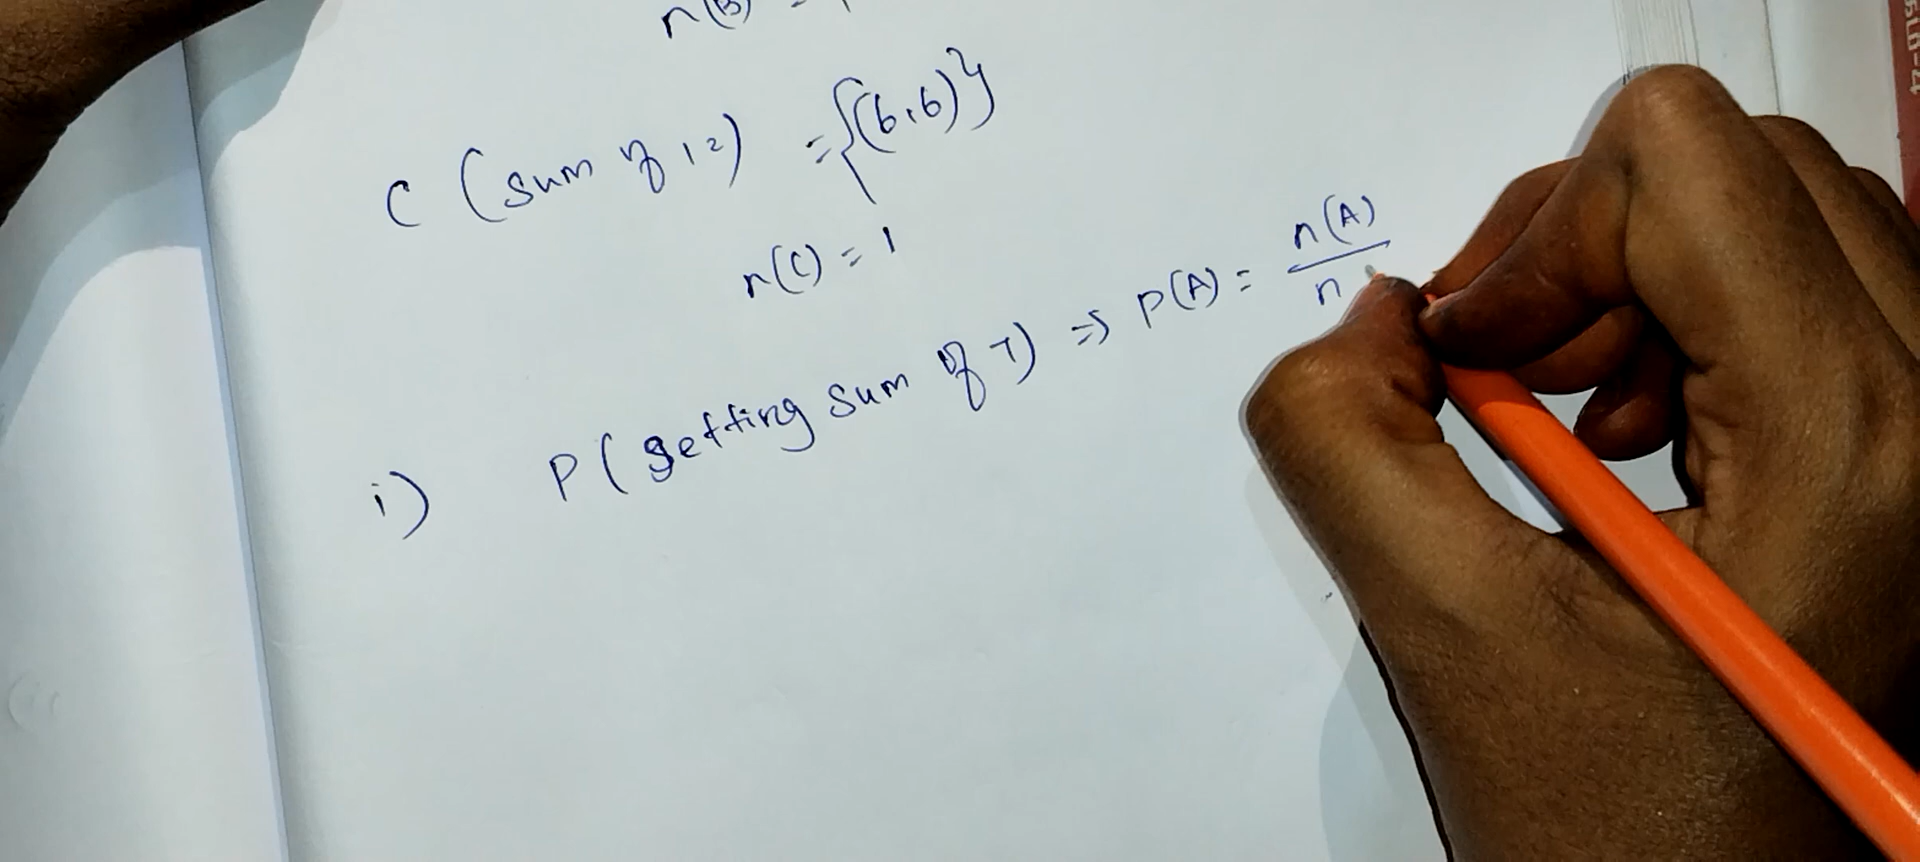 n(B) =
C (sum of 12) = {(6,6)}
n(C) = 1
i) P(getting sum of 7) => P(A) = n(A) / n